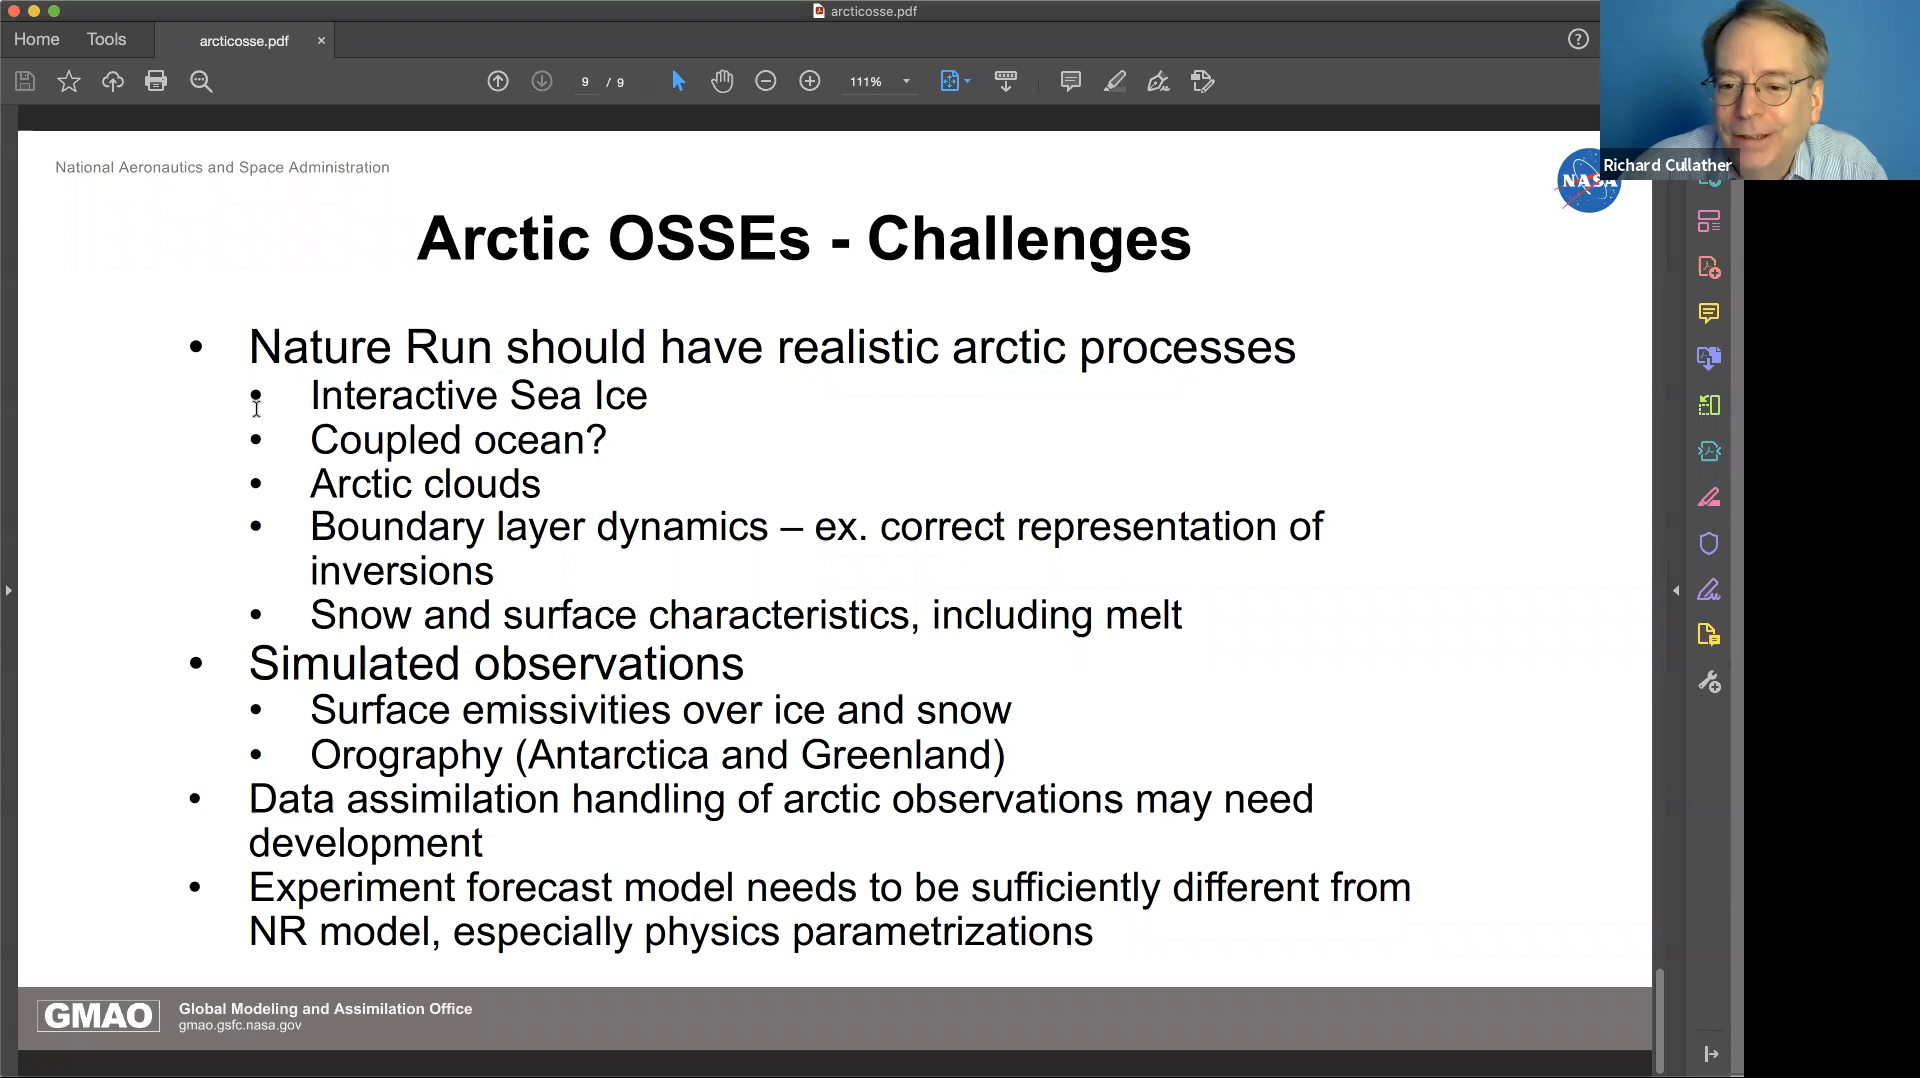 arcticosse.pdf
Home Tools arcticosse.pdf ×
9 / 9 111%
Richard Cullather
National Aeronautics and Space Administration
NASA
Arctic OSSEs - Challenges
• Nature Run should have realistic arctic processes
• Interactive Sea Ice
• Coupled ocean?
• Arctic clouds
• Boundary layer dynamics – ex. correct representation of
inversions
• Snow and surface characteristics, including melt
• Simulated observations
• Surface emissivities over ice and snow
• Orography (Antarctica and Greenland)
• Data assimilation handling of arctic observations may need
development
• Experiment forecast model needs to be sufficiently different from
NR model, especially physics parametrizations
GMAO
Global Modeling and Assimilation Office
gmao.gsfc.nasa.gov